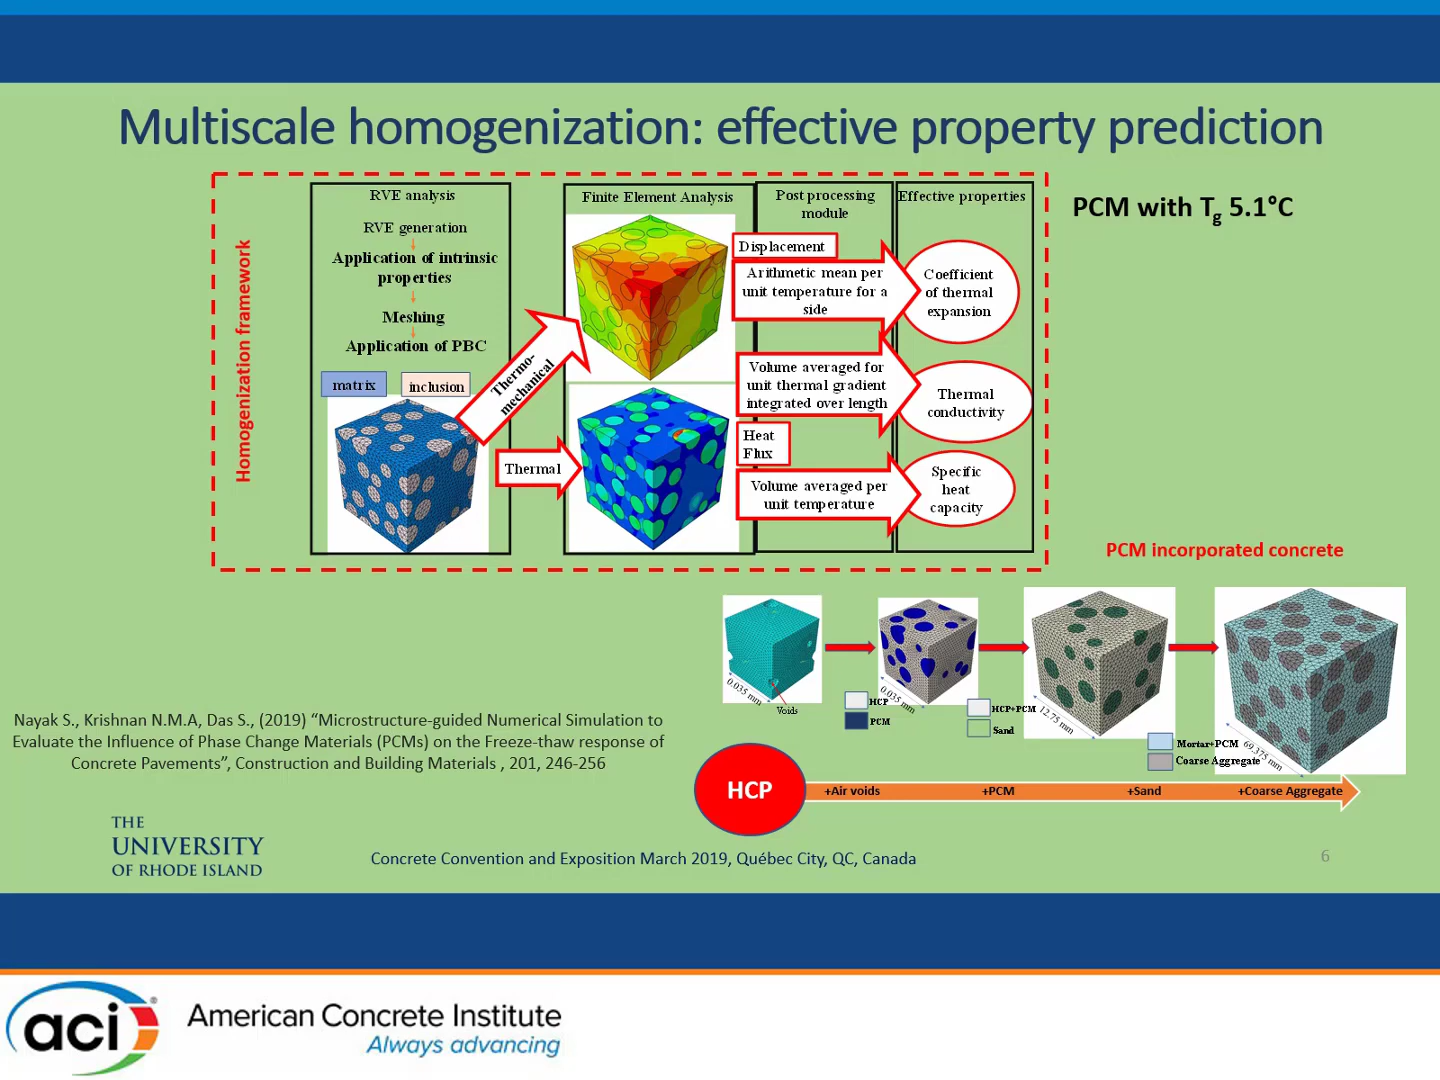 Multiscale homogenization: effective property prediction
Homogenization framework
RVE analysis
RVE generation
Application of intrinsic
properties
Meshing
Application of PBC
matrix
inclusion
Thermo-
mechanical
Thermal
Finite Element Analysis
Post processing
module
Displacement
Arithmetic mean per
unit temperature for a
side
Volume averaged for
unit thermal gradient
integrated over length
Heat
Flux
Volume averaged per
unit temperature
Effective properties
Coefficient
of thermal
expansion
Thermal
conductivity
Specific
heat
capacity
PCM with Tg 5.1°C
PCM incorporated concrete
0.035 mm
Voids
0.035 mm
HCP
PCM
12.75 mm
HCP+PCM
Sand
69.375 mm
Mortar+PCM
Coarse Aggregate
HCP
+Air voids
+PCM
+Sand
+Coarse Aggregate
Nayak S., Krishnan N.M.A, Das S., (2019) “Microstructure-guided Numerical Simulation to
Evaluate the Influence of Phase Change Materials (PCMs) on the Freeze-thaw response of
Concrete Pavements”, Construction and Building Materials , 201, 246-256
THE
UNIVERSITY
OF RHODE ISLAND
Concrete Convention and Exposition March 2019, Québec City, QC, Canada
6
aci®
American Concrete Institute
Always advancing